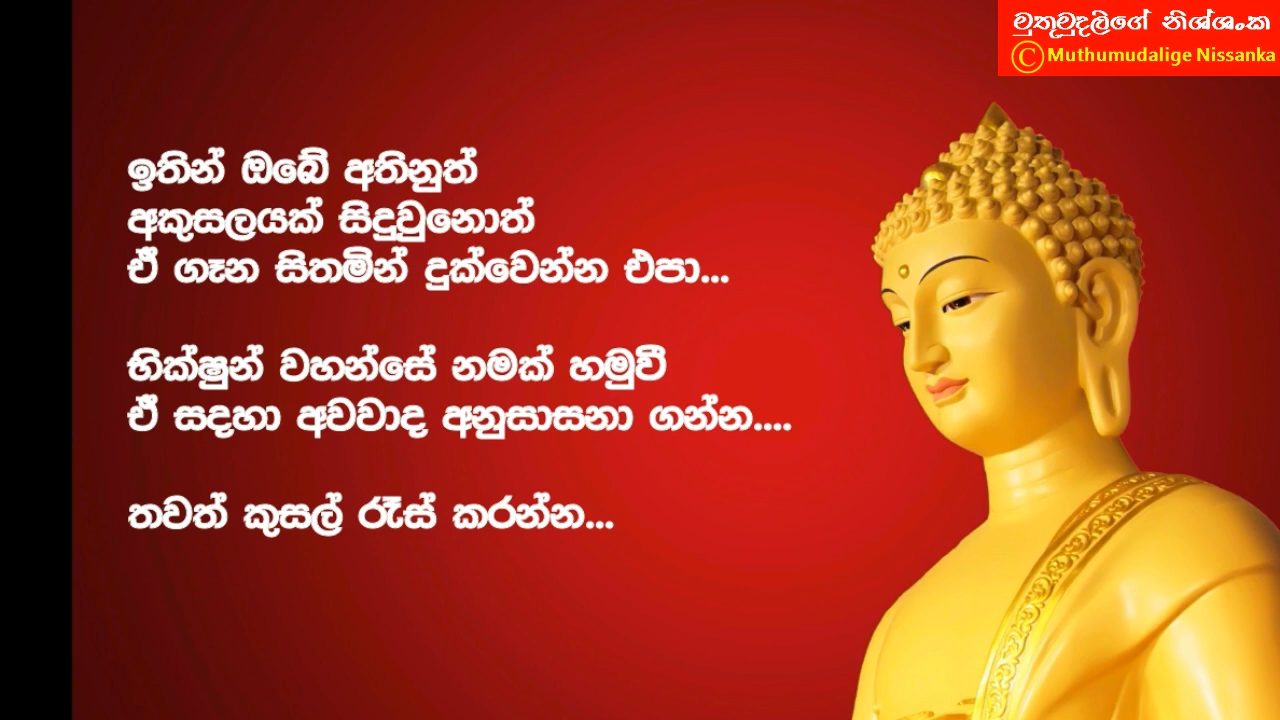 මුතුමුදලිගේ නිශ්ශංක
© Muthumudalige Nissanka
ඉතින් ඔබේ අතිනුත්
අකුසලයක් සිදුවුනොත්
ඒ ගැන සිතමින් දුක්වෙන්න එපා...
භික්ෂුන් වහන්සේ නමක් හමුවී
ඒ සදහා අවවාද අනුසාසනා ගන්න....
තවත් කුසල් රැස් කරන්න...